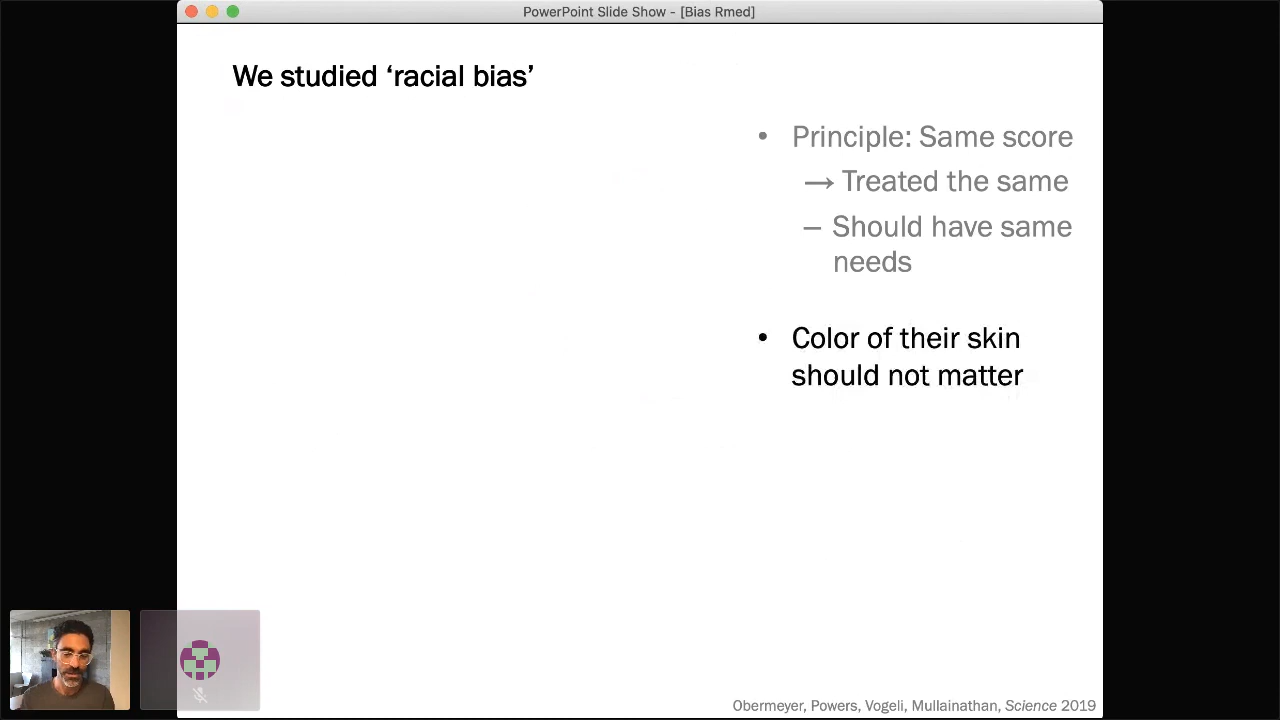 PowerPoint Slide Show - [Bias Rmed]
We studied ‘racial bias’
• Principle: Same score
→ Treated the same
– Should have same
needs
• Color of their skin
should not matter
Obermeyer, Powers, Vogeli, Mullainathan, Science 2019